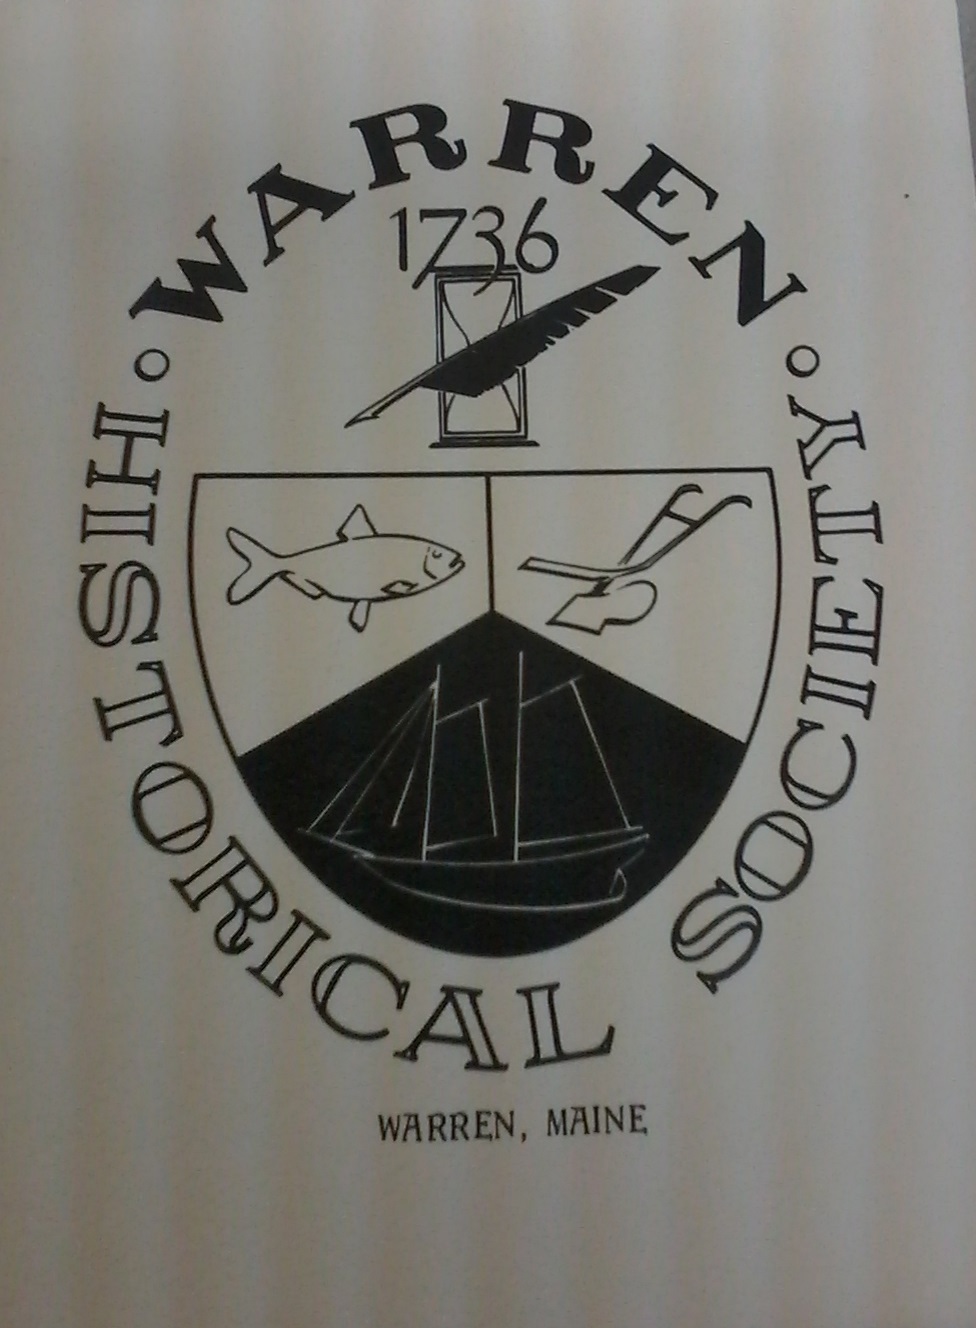 WARREN
1736
HISTORICAL SOCIETY
WARREN, MAINE